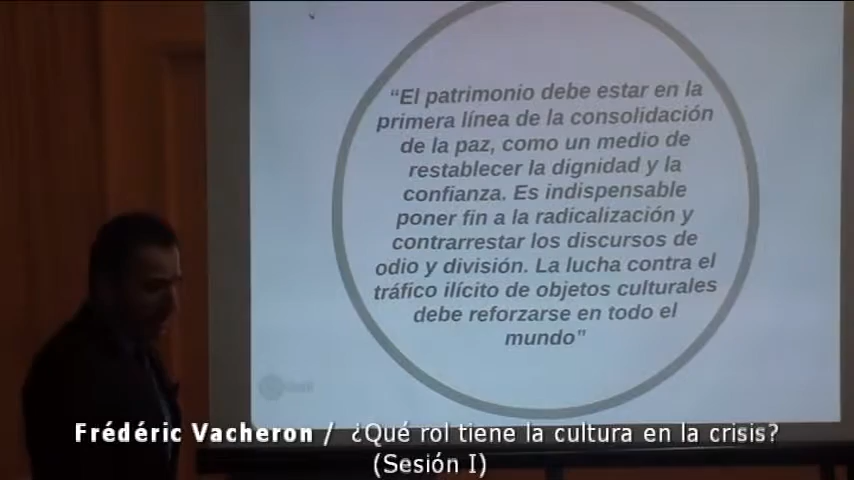 “El patrimonio debe estar en la
primera línea de la consolidación
de la paz, como un medio de
restablecer la dignidad y la
confianza. Es indispensable
poner fin a la radicalización y
contrarrestar los discursos de
odio y división. La lucha contra el
tráfico ilícito de objetos culturales
debe reforzarse en todo el
mundo”
Frédéric Vacheron / ¿Qué rol tiene la cultura en la crisis?
(Sesión I)